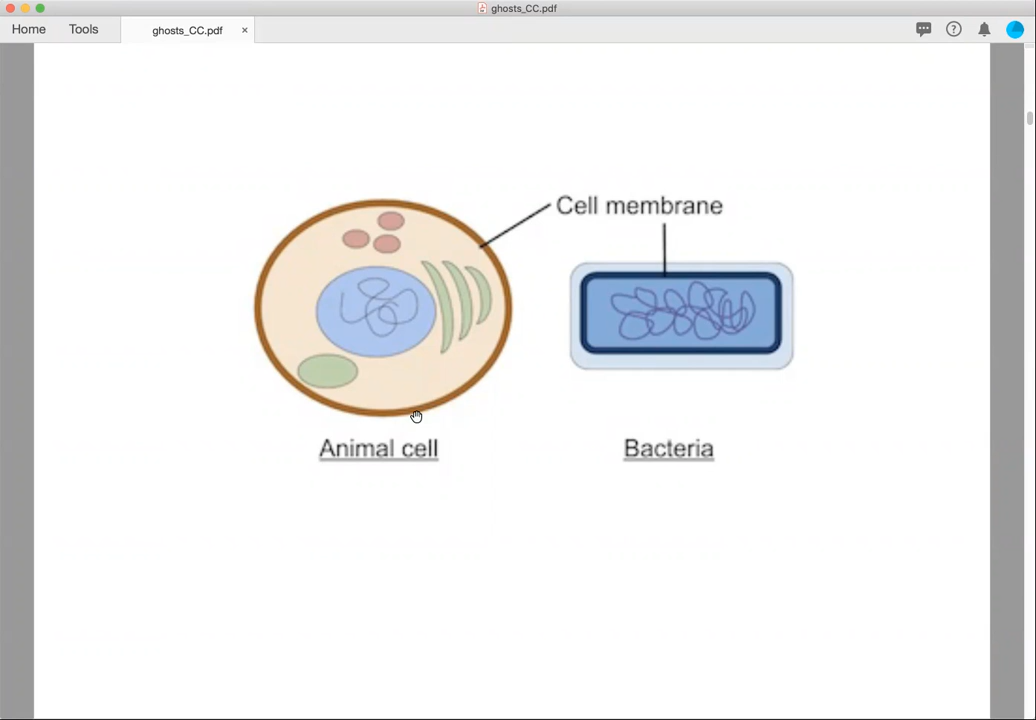 ghosts_CC.pdf
Home
Tools
ghosts_CC.pdf
×
?
Cell membrane
Animal cell
Bacteria